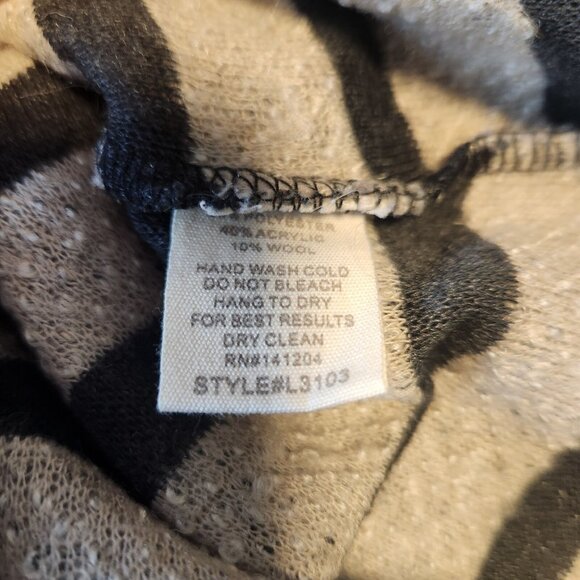 POLYESTER
40% ACRYLIC
10% WOOL
HAND WASH COLD
DO NOT BLEACH
HANG TO DRY
FOR BEST RESULTS
DRY CLEAN
RN#141204
STYLE#L3103